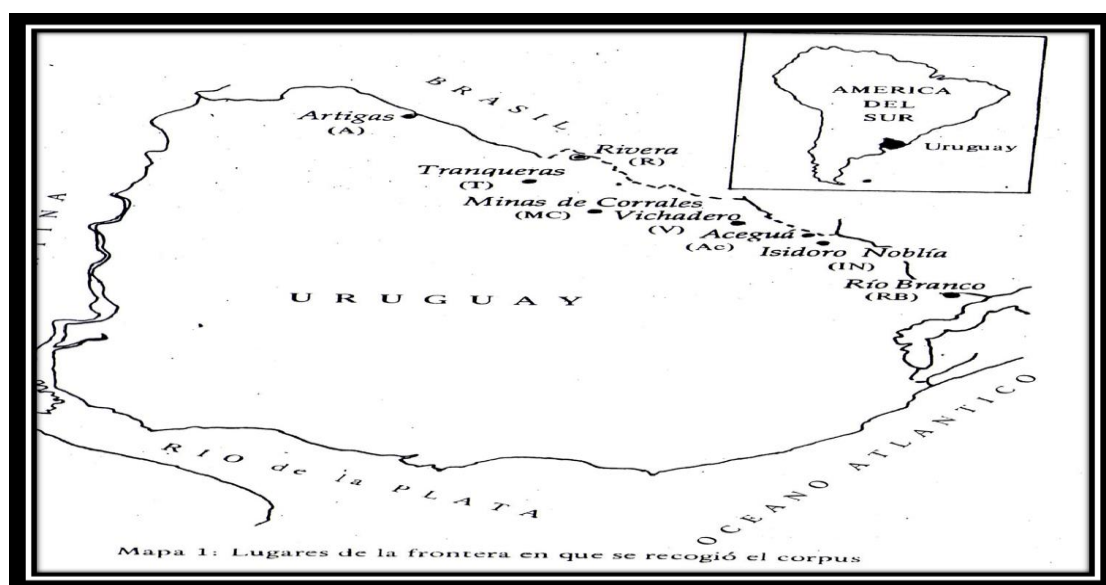 BRASIL
Artigas
(A)
Rivera
(R)
Tranqueras
(T)
Minas de Corrales
(MC)
Vichadero
(V)
Aceguá
(Ac)
Isidoro Noblía
(IN)
Río Branco
(RB)
AMERICA
DEL
SUR
Uruguay
TINA
URUGUAY
RIO de la PLATA
OCEANO ATLANTICO
Mapa 1: Lugares de la frontera en que se recogió el corpus